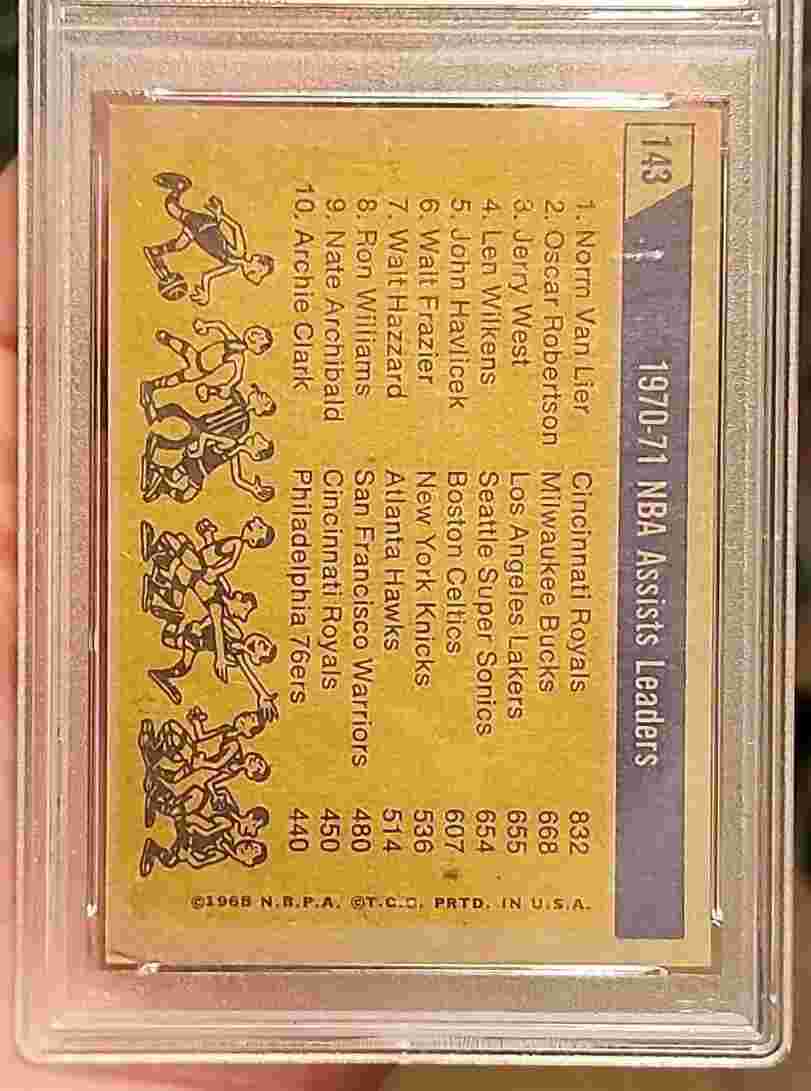 143
1970-71 NBA Assists Leaders
1. Norm Van Lier Cincinnati Royals 832
2. Oscar Robertson Milwaukee Bucks 668
3. Jerry West Los Angeles Lakers 655
4. Len Wilkens Seattle Super Sonics 654
5. John Havlicek Boston Celtics 607
6. Walt Frazier New York Knicks 536
7. Walt Hazzard Atlanta Hawks 514
8. Ron Williams San Francisco Warriors 480
9. Nate Archibald Cincinnati Royals 450
10. Archie Clark Philadelphia 76ers 440
©1968 N.B.P.A. ©T.C.G. PRTD. IN U.S.A.